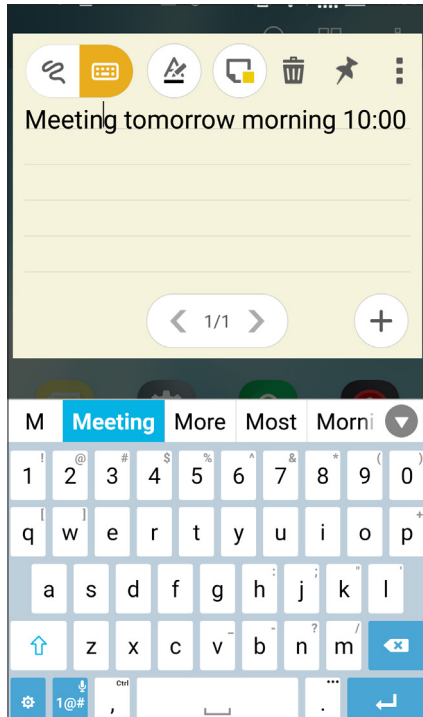 Meeting tomorrow morning 10:00
1/1
M Meeting More Most Morni
! @ # $ % ^ & * ( )
1 2 3 4 5 6 7 8 9 0
[ ] +
q w e r t y u i o p
: ; " '
a s d f g h j k l
_ - ? /
z x c v b n m
Ctrl
1@# , .